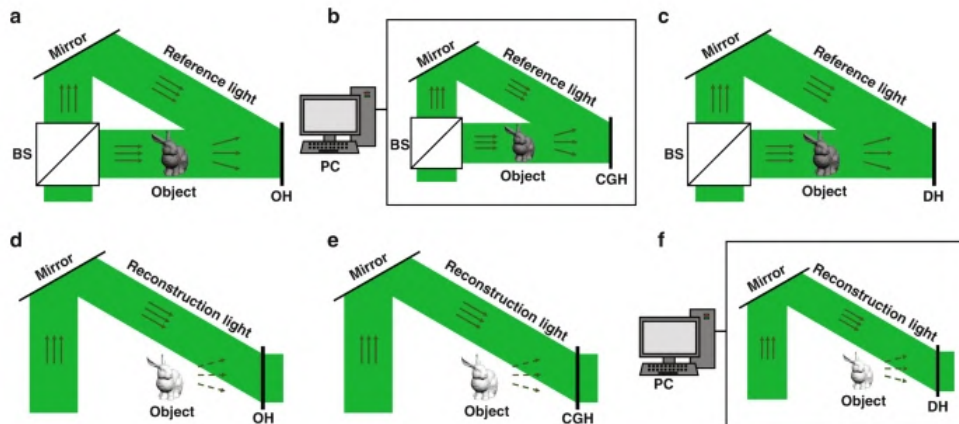 a
Mirror
Reference light
BS
Object
OH
b
PC
Mirror
Reference light
BS
Object
CGH
c
Mirror
Reference light
BS
Object
DH
d
Mirror
Reconstruction light
Object
OH
e
Mirror
Reconstruction light
Object
CGH
f
PC
Mirror
Reconstruction light
Object
DH